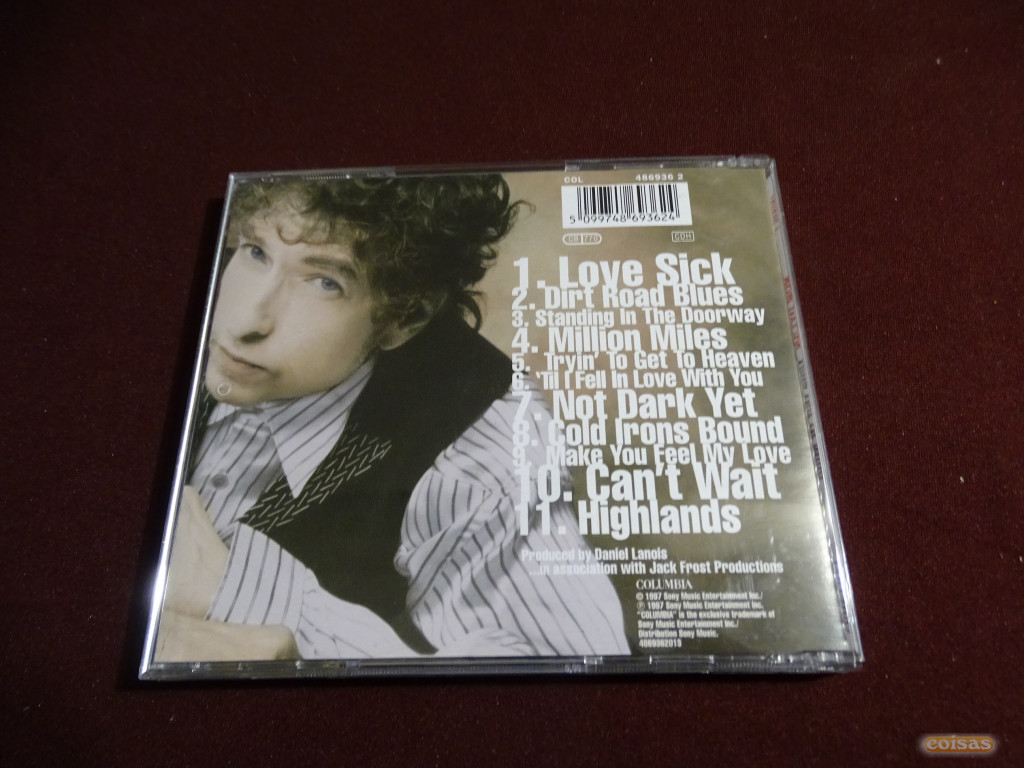 CDL 486936 2
5 099748 693624
CB 770
1. Love Sick
2. Dirt Road Blues
3. Standing In The Doorway
4. Million Miles
5. Tryin' To Get To Heaven
6. 'Til I Fell In Love With You
7. Not Dark Yet
8. Cold Irons Bound
9. Make You Feel My Love
10. Can't Wait
11. Highlands
Produced by Daniel Lanois
...in association with Jack Frost Productions
COLUMBIA
© 1997 Sony Music Entertainment Inc./
℗ 1997 Sony Music Entertainment Inc.
"COLUMBIA" is the exclusive trademark of
Sony Music Entertainment Inc./
Distribution Sony Music.
4869362013
coisas